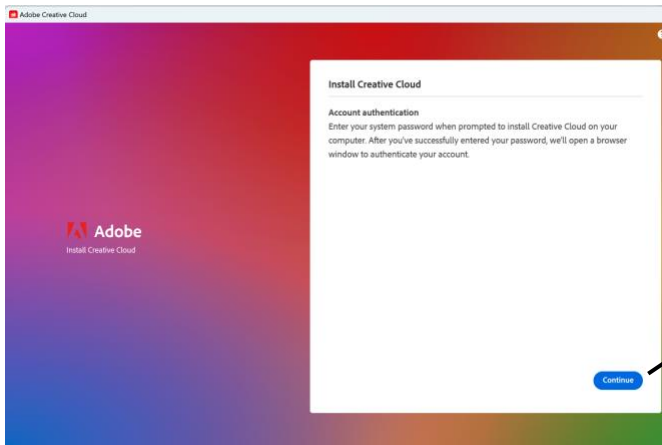 Adobe Creative Cloud
Install Creative Cloud
Account authentication
Enter your system password when prompted to install Creative Cloud on your
computer. After you've successfully entered your password, we'll open a browser
window to authenticate your account.
Adobe
Install Creative Cloud
Continue